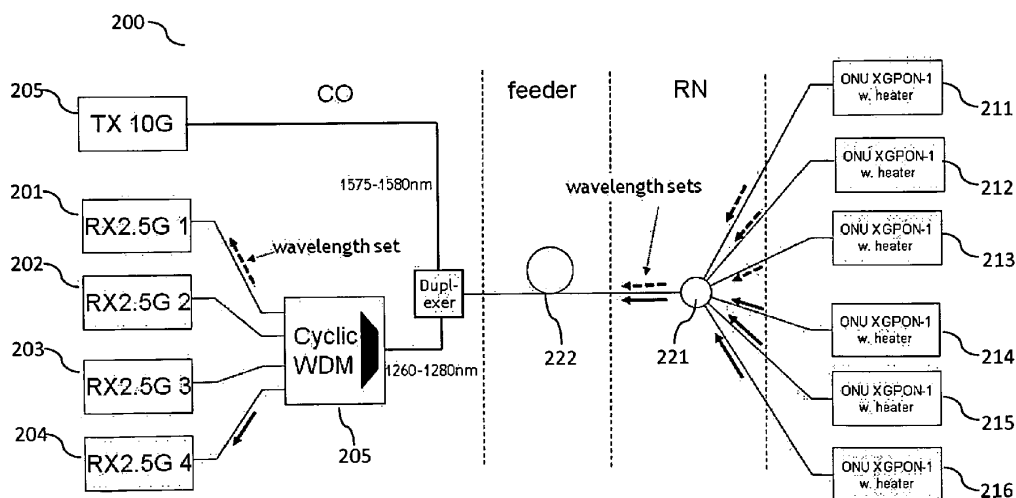 200
205
TX 10G
CO
feeder
RN
201
RX2.5G 1
202
RX2.5G 2
203
RX2.5G 3
204
RX2.5G 4
wavelength set
1575-1580nm
Dupl-
exer
Cyclic
WDM
1260-1280nm
205
222
wavelength sets
221
ONU XGPON-1
w. heater
211
ONU XGPON-1
w. heater
212
ONU XGPON-1
w. heater
213
ONU XGPON-1
w. heater
214
ONU XGPON-1
w. heater
215
ONU XGPON-1
w. heater
216